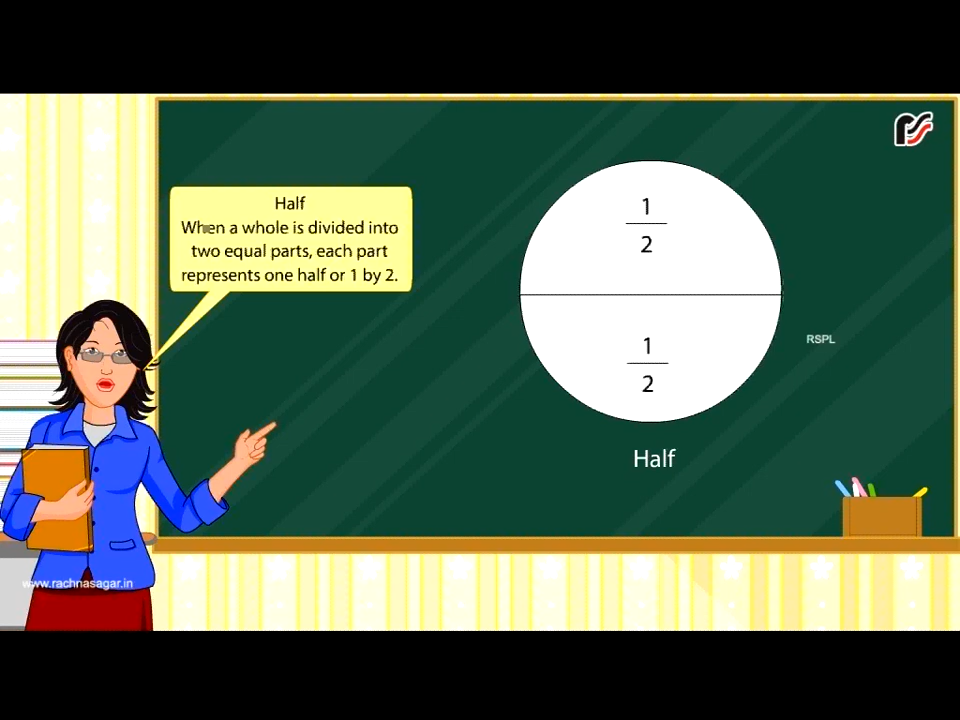 Half
When a whole is divided into
two equal parts, each part
represents one half or 1 by 2.
1
2
1
2
RSPL
Half
www.rachnasagar.in